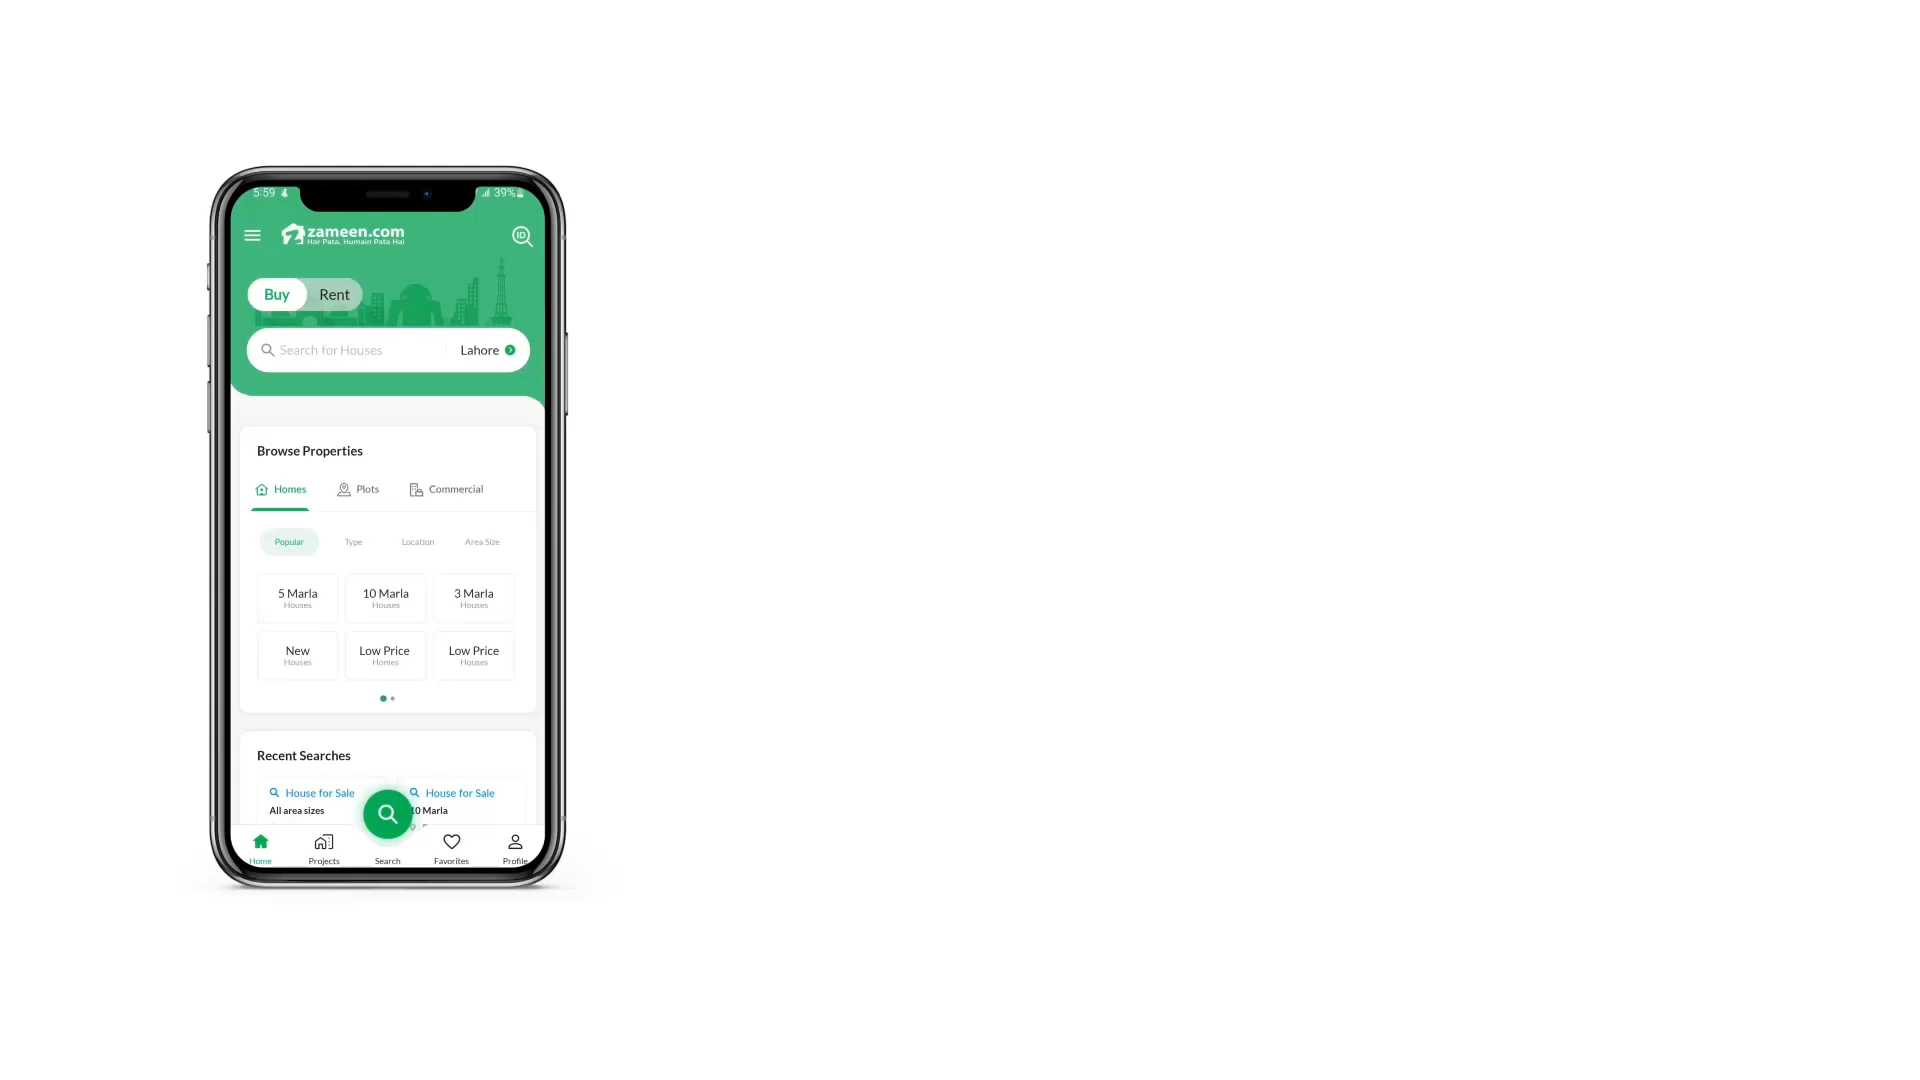 5:59
39%
zameen.com
Har Pata, Humain Pata Hai
ID
Buy Rent
Search for Houses Lahore
Browse Properties
Homes Plots Commercial
Popular Type Location Area Size
5 Marla 10 Marla 3 Marla
Houses Houses Houses
New Low Price Low Price
Houses Homes Houses
Recent Searches
House for Sale House for Sale
All area sizes 10 Marla
Home Projects Search Favorites Profile